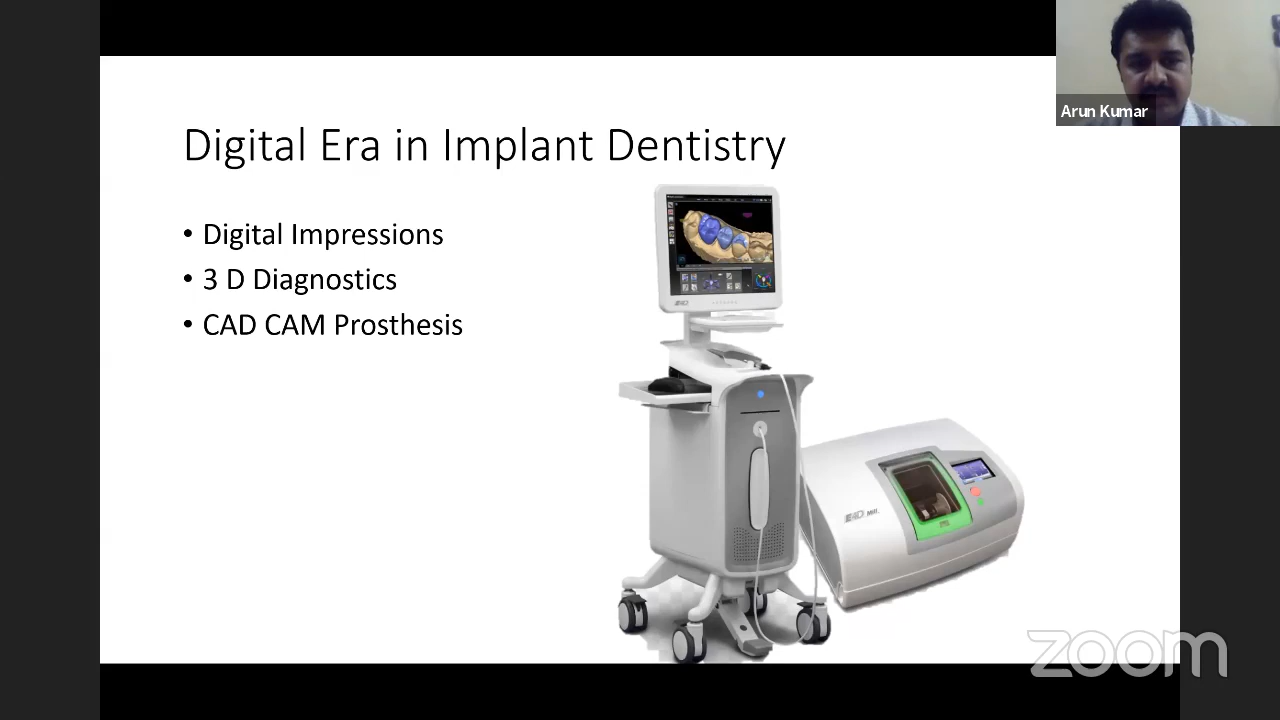 Arun Kumar
Digital Era in Implant Dentistry
• Digital Impressions
• 3 D Diagnostics
• CAD CAM Prosthesis
zoom